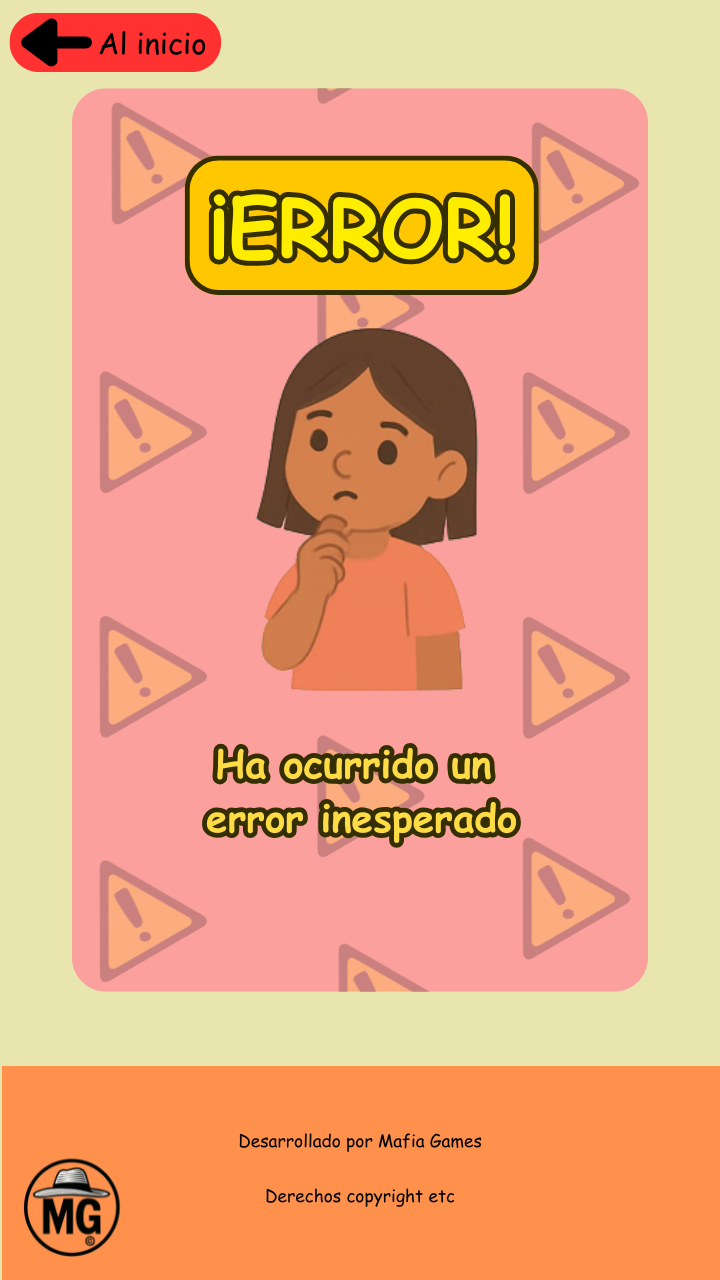 Al inicio
¡ERROR!
Ha ocurrido un
error inesperado
Desarrollado por Mafia Games
Derechos copyright etc
MG
©